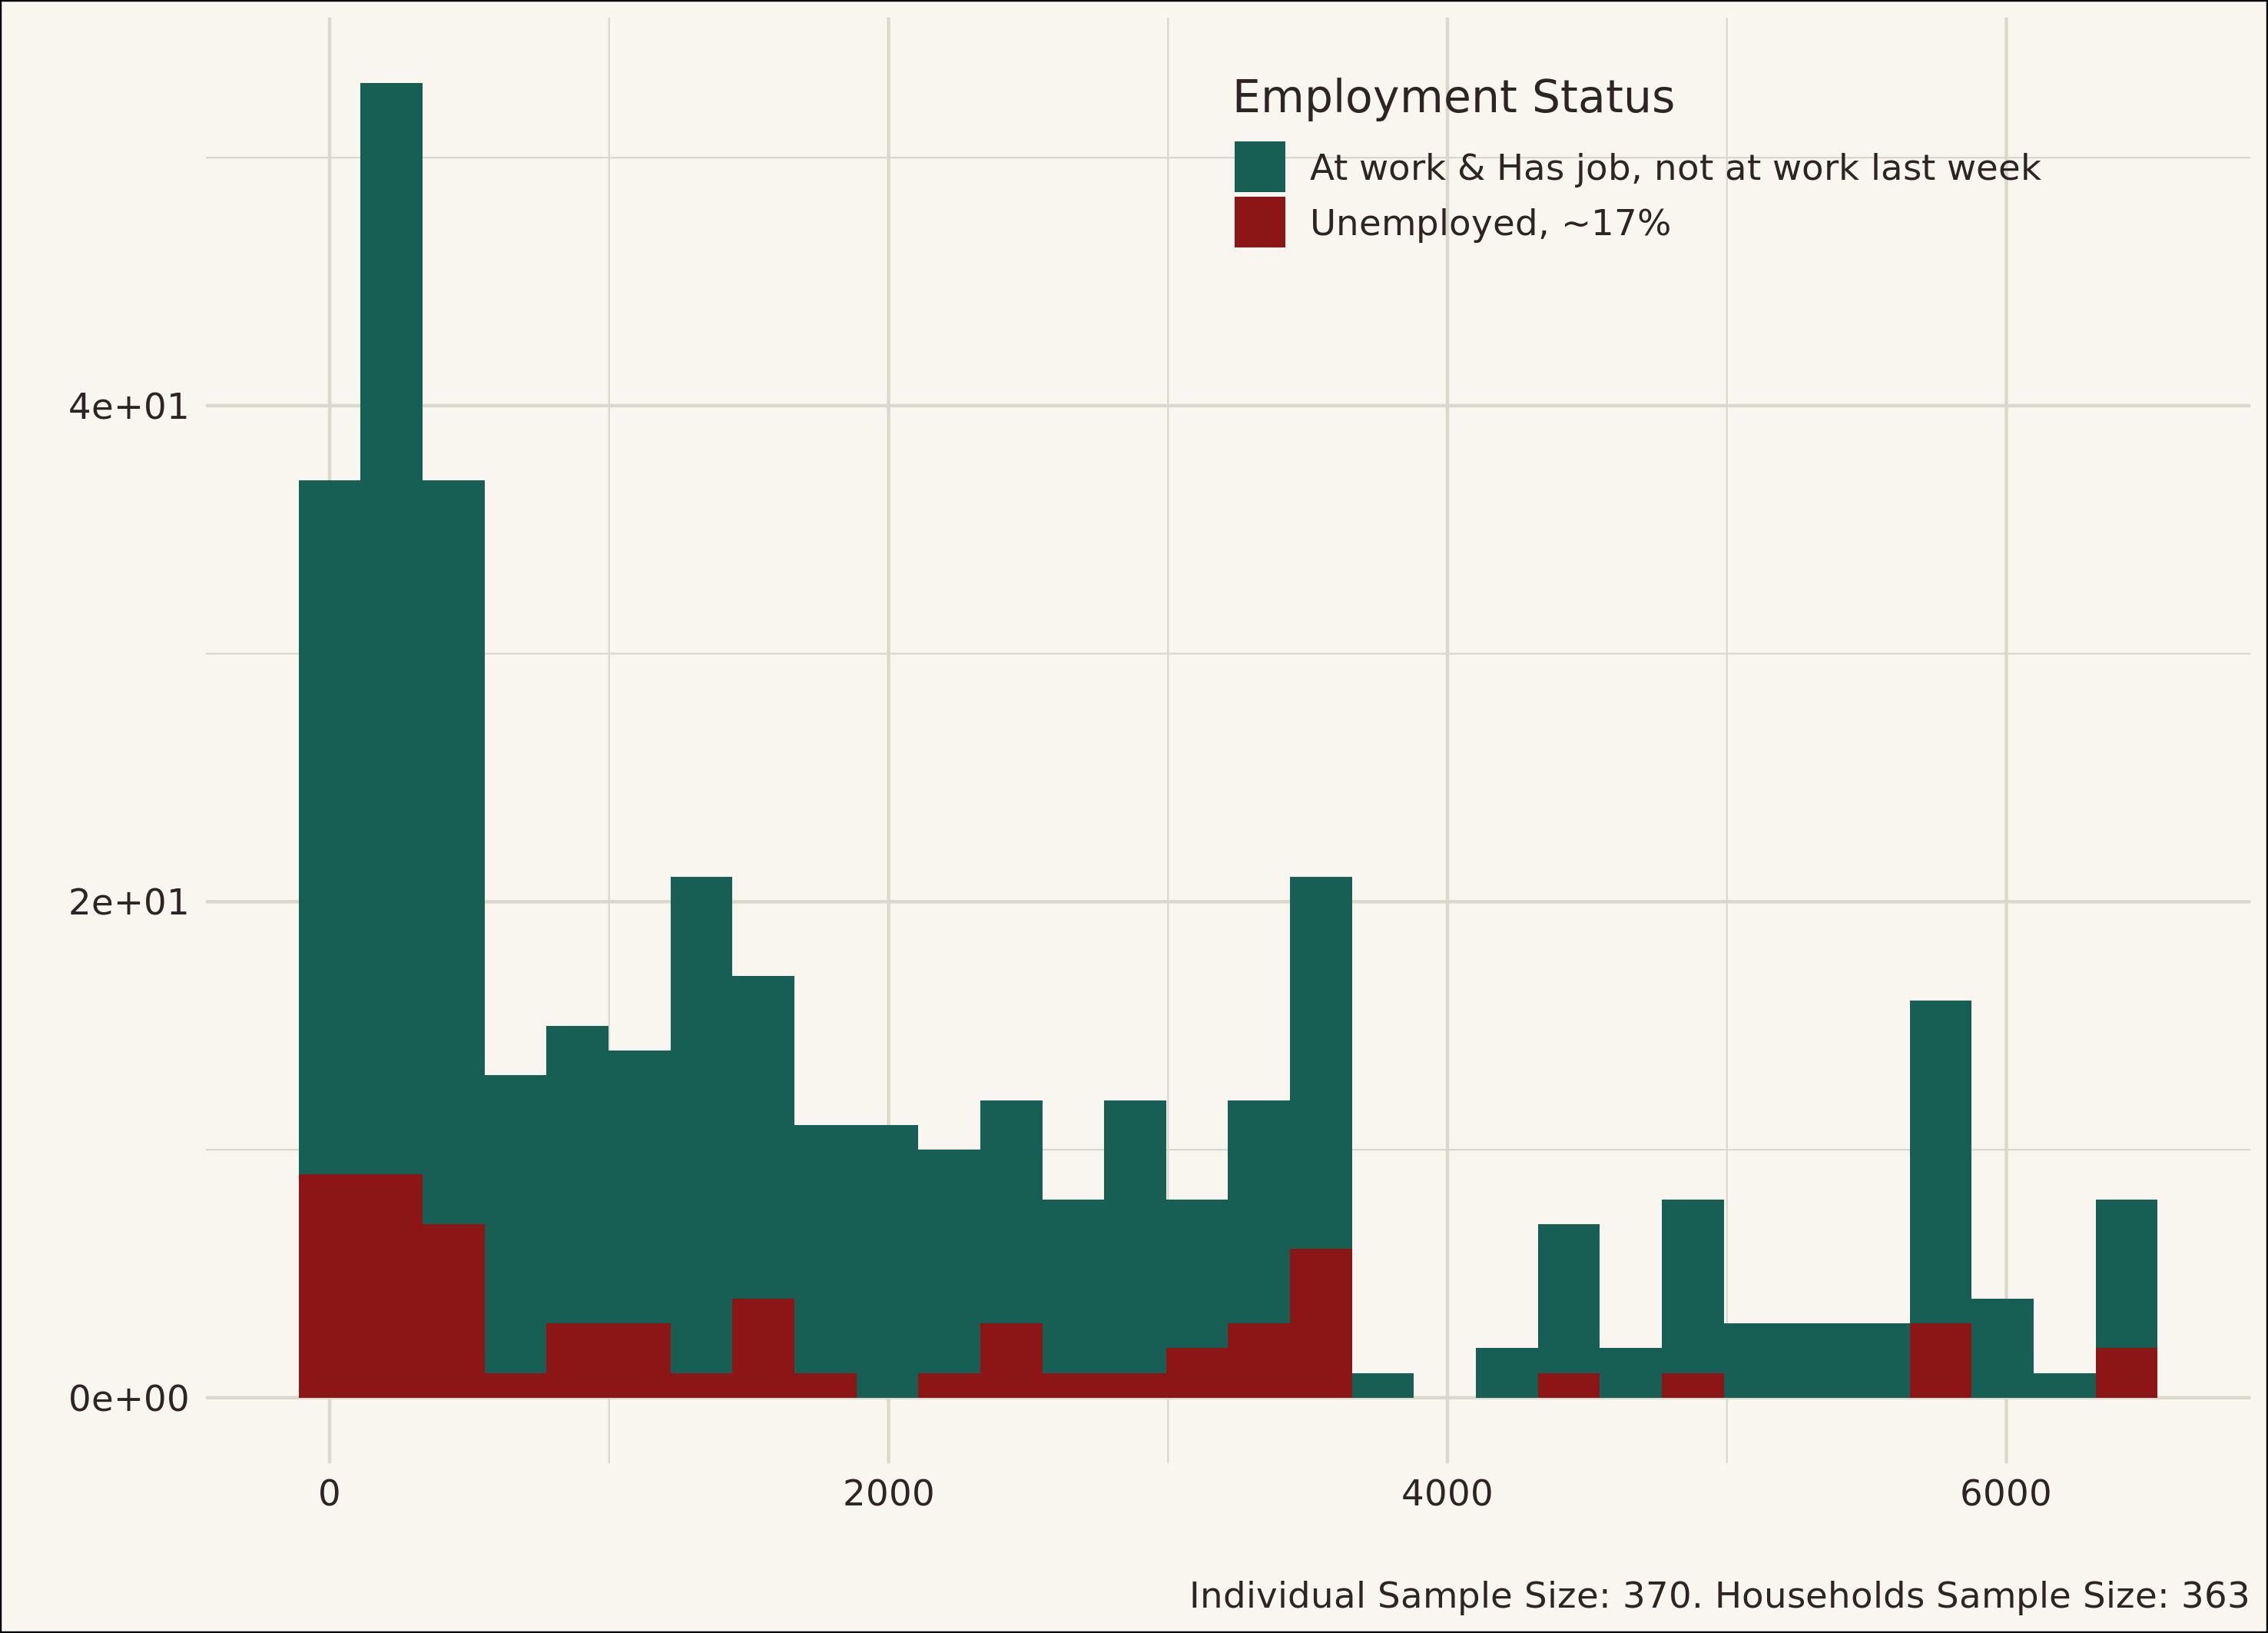 Employment Status
At work & Has job, not at work last week
Unemployed, ~17%
4e+01
2e+01
0e+00
0 2000 4000 6000
Individual Sample Size: 370. Households Sample Size: 363